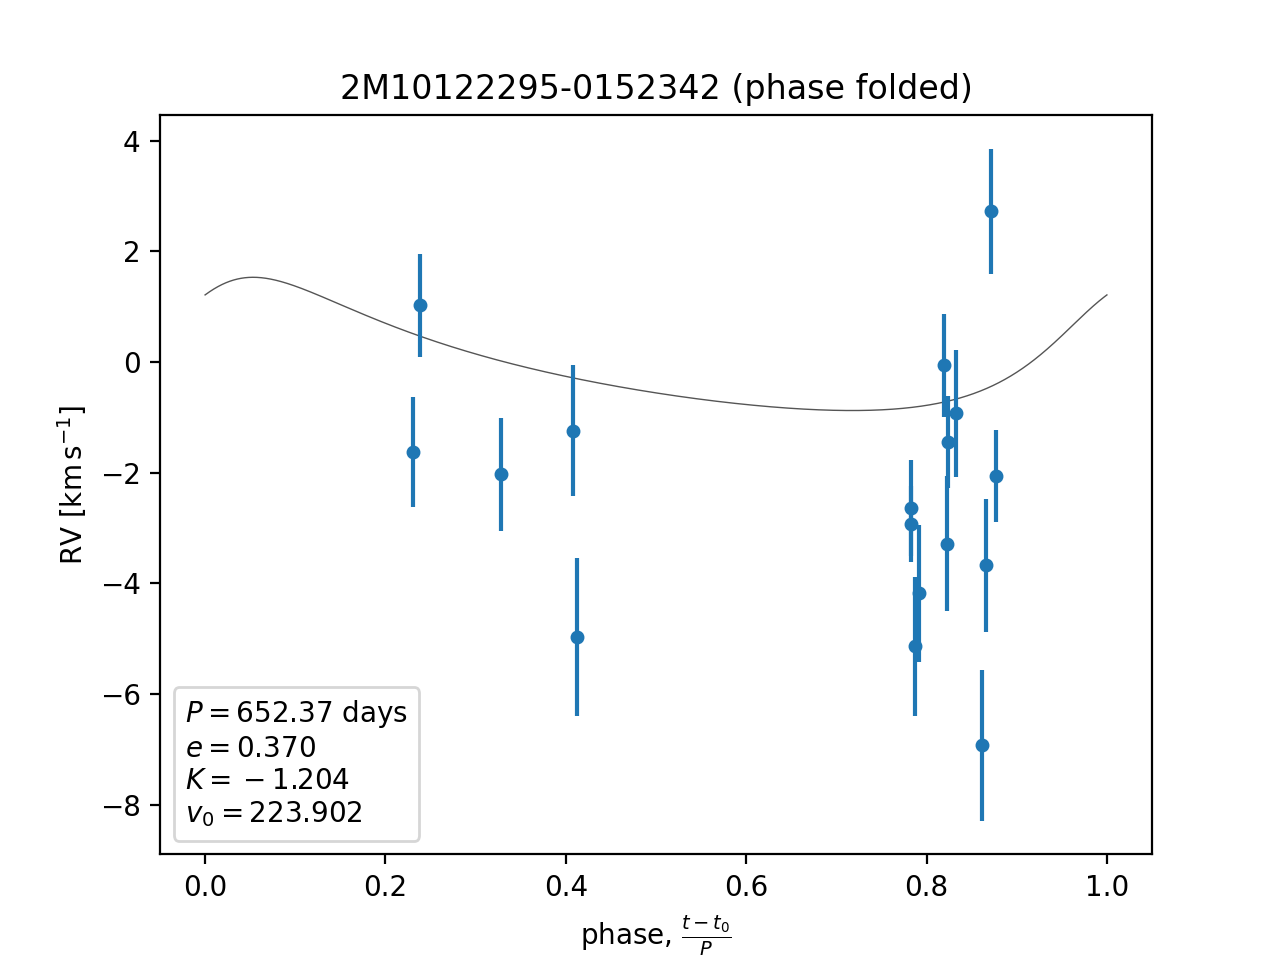 2M10122295-0152342 (phase folded)
RV [km s⁻¹]
4
2
0
−2
−4
−6
−8
P = 652.37 days
e = 0.370
K = −1.204
v₀ = 223.902
0.0 0.2 0.4 0.6 0.8 1.0
phase, (t − t₀)/P